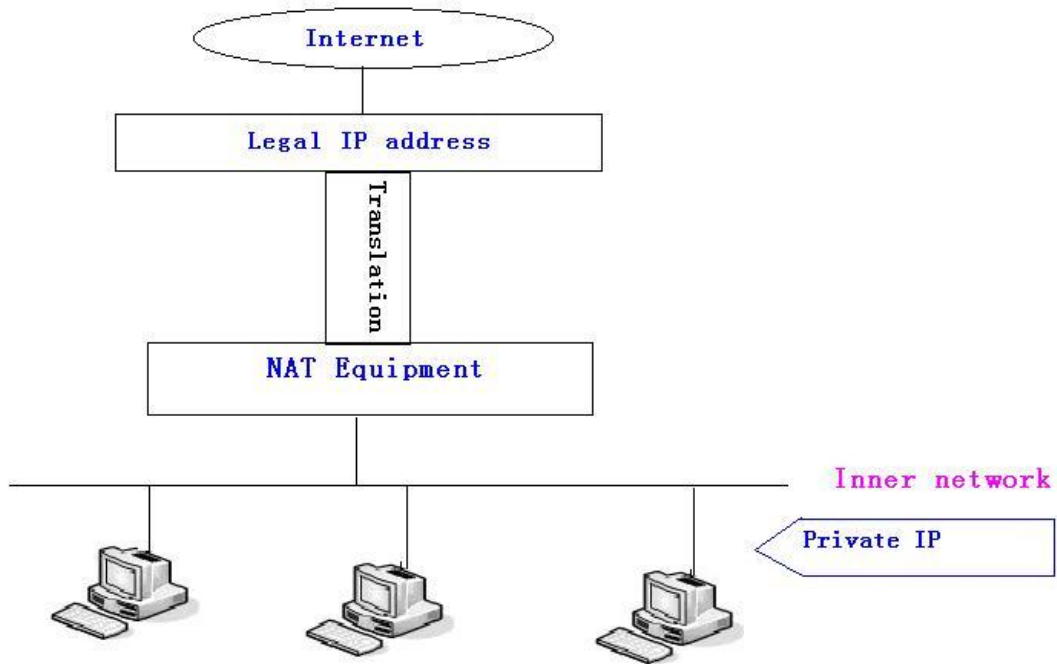 Internet
Legal IP address
Translation
NAT Equipment
Inner network
Private IP